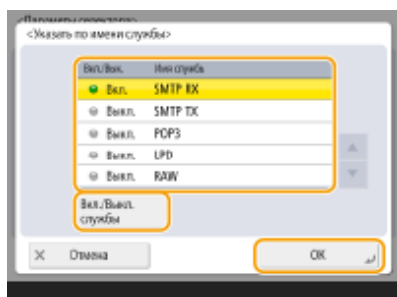 <Параметры селектора>
<Указать по имени службы>
Вкл./Выкл. Имя службы
Вкл. SMTP RX
Выкл. SMTP TX
Выкл. POP3
Выкл. LPD
Выкл. RAW
Вкл./Выкл.
службы
Отмена
OK